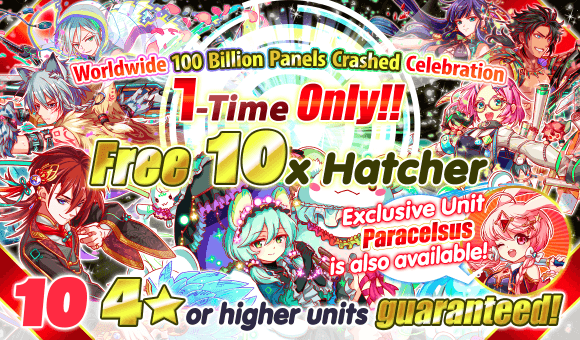 Worldwide 100 Billion Panels Crashed Celebration
1-Time Only!!
Free 10x Hatcher
Exclusive Unit
Paracelsus
is also available!
10 4★ or higher units guaranteed!